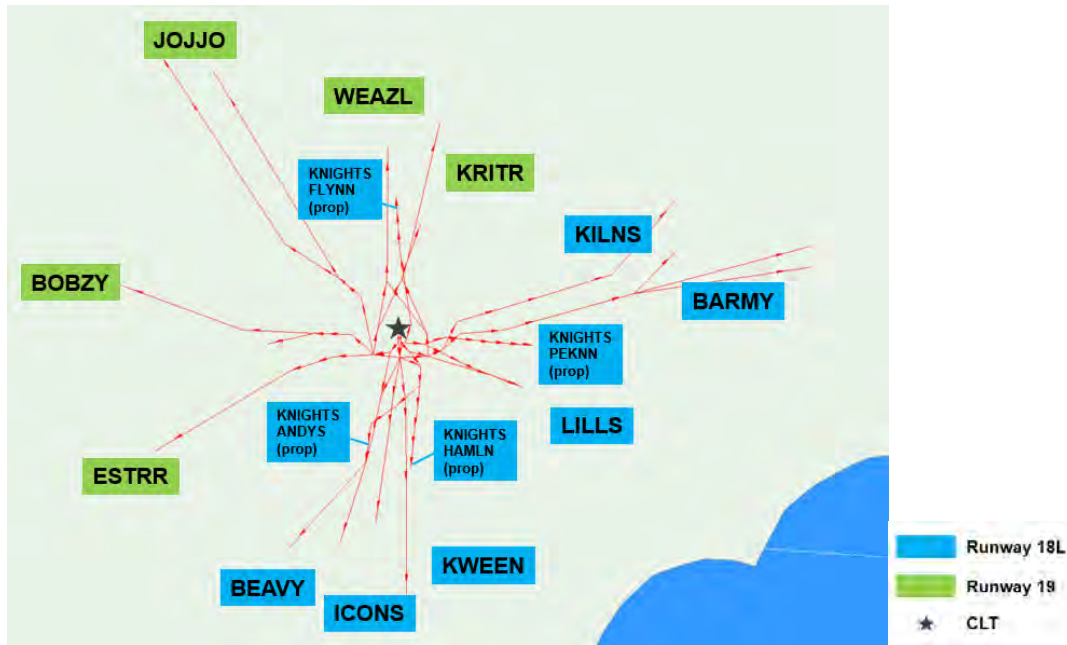 JOJJO
WEAZL
KNIGHTS
FLYNN
(prop)
KRITR
KILNS
BOBZY
BARMY
KNIGHTS
PEKNN
(prop)
KNIGHTS
ANDYS
(prop)
KNIGHTS
HAMLN
(prop)
LILLS
ESTRR
KWEEN
BEAVY
ICONS
Runway 18L
Runway 19
CLT